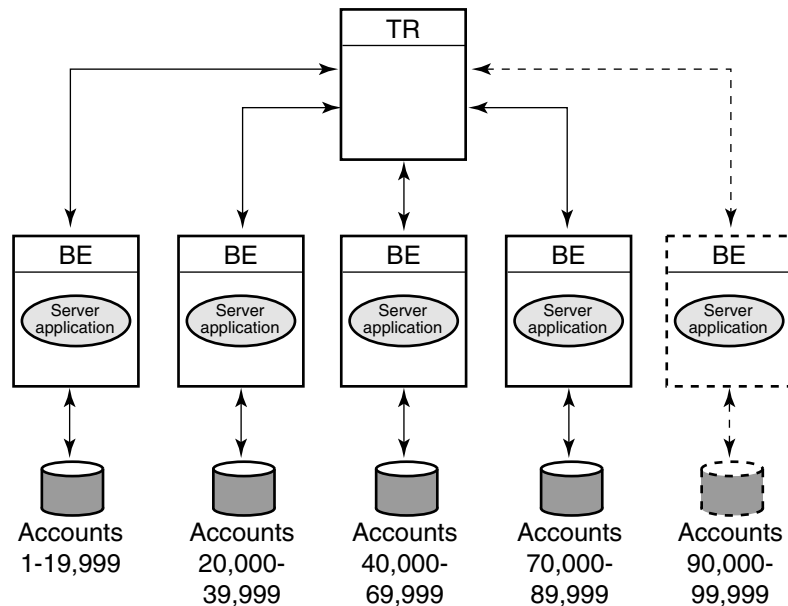 TR
BE
BE
BE
BE
BE
Server
application
Server
application
Server
application
Server
application
Server
application
Accounts
1-19,999
Accounts
20,000-
39,999
Accounts
40,000-
69,999
Accounts
70,000-
89,999
Accounts
90,000-
99,999